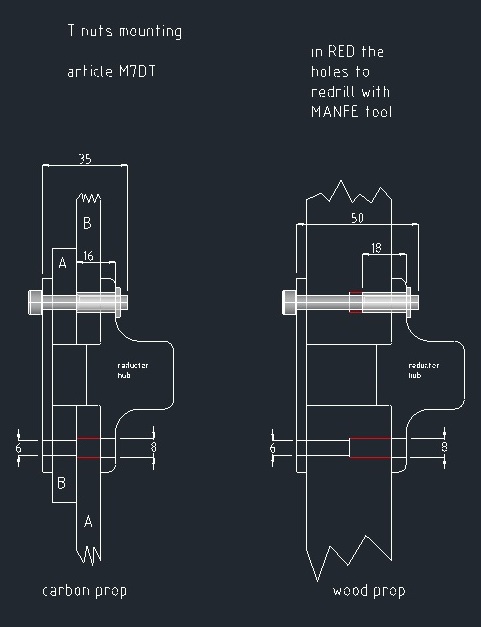 T nuts mounting
article M7DT
in RED the
holes to
redrill with
MANFE tool
35
B
A
16
reductor
hub
6
8
B
A
carbon prop
50
18
reductor
hub
6
8
wood prop